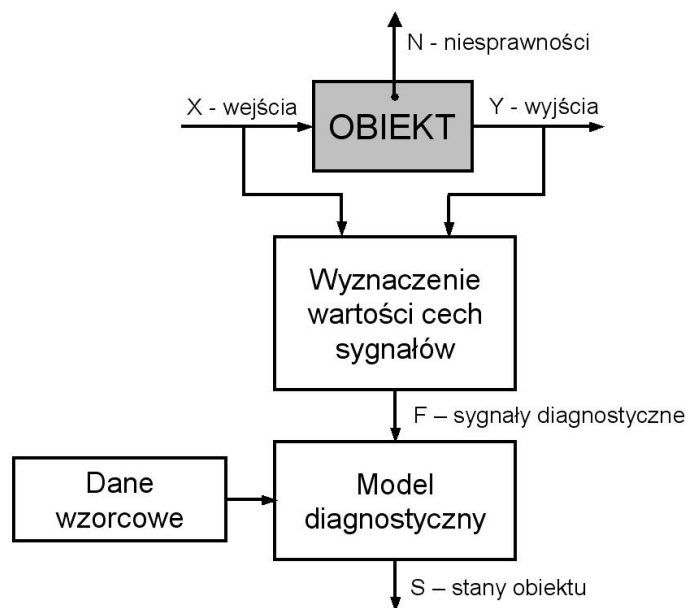 N - niesprawności
X - wejścia
Y - wyjścia
OBIEKT
Wyznaczenie
wartości cech
sygnałów
F – sygnały diagnostyczne
Dane
wzorcowe
Model
diagnostyczny
S – stany obiektu